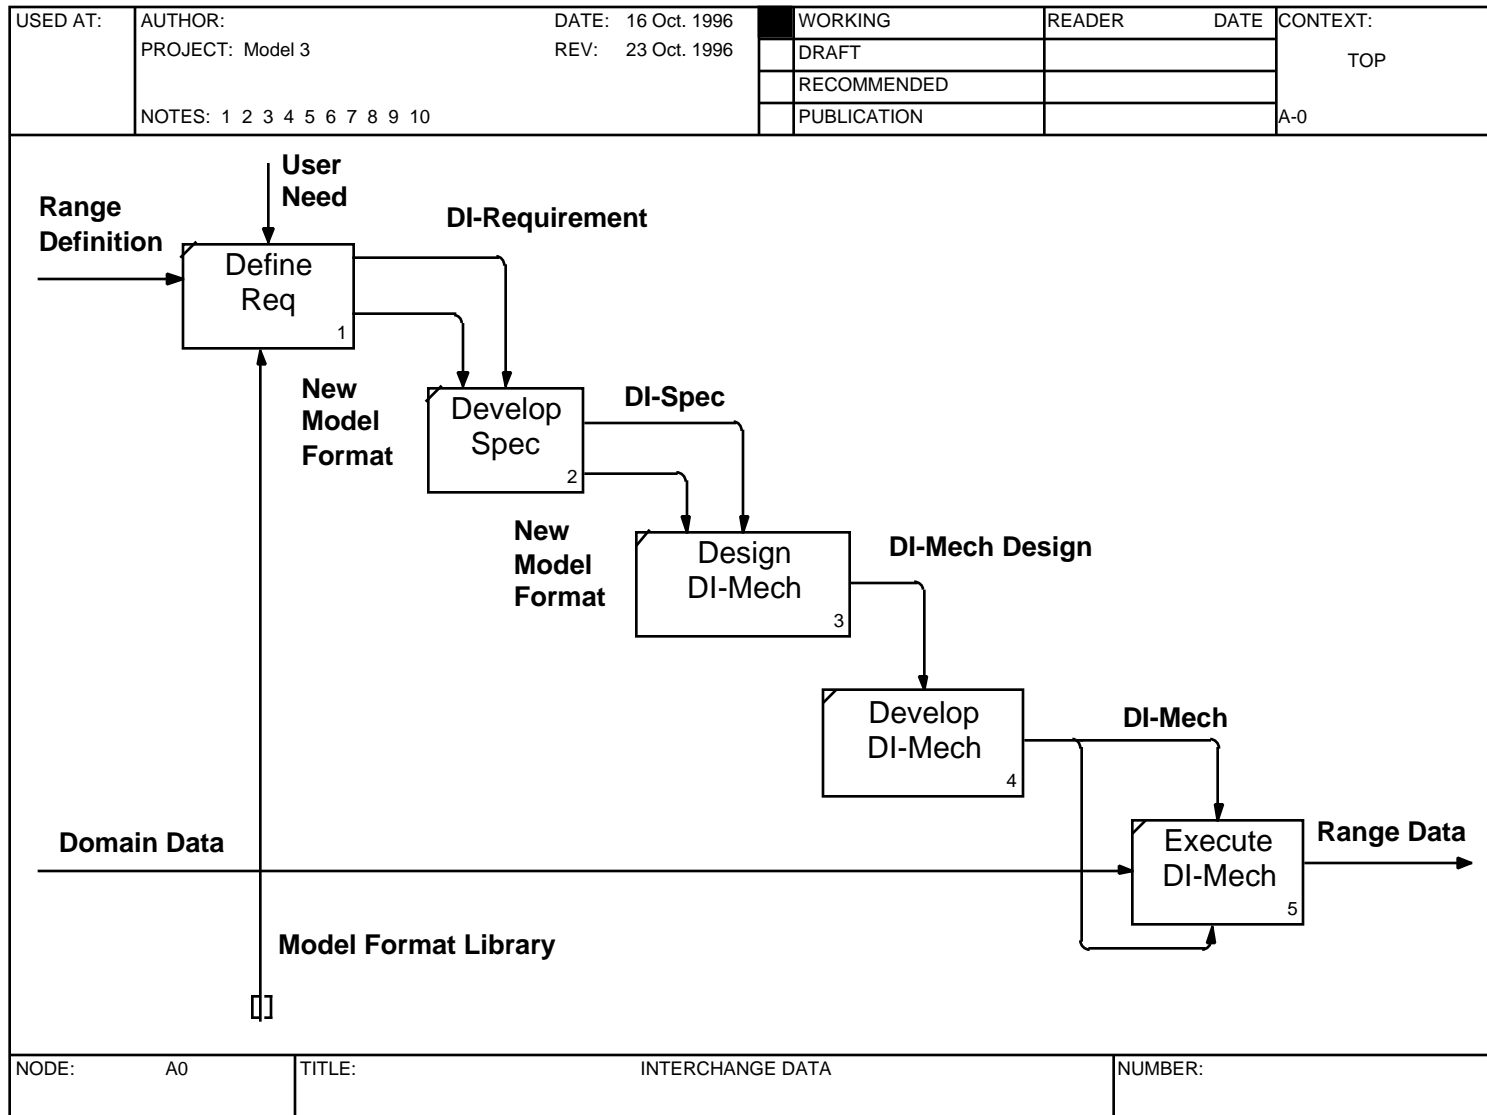 USED AT:
AUTHOR:
DATE: 16 Oct. 1996
PROJECT: Model 3
REV: 23 Oct. 1996
NOTES: 1 2 3 4 5 6 7 8 9 10
WORKING
DRAFT
RECOMMENDED
PUBLICATION
READER DATE
CONTEXT:
TOP
A-0
User
Need
Range
Definition
DI-Requirement
Define
Req
1
New
Model
Format
Develop
Spec
2
DI-Spec
New
Model
Format
Design
DI-Mech
3
DI-Mech Design
Develop
DI-Mech
4
DI-Mech
Domain Data
Execute
DI-Mech
5
Range Data
Model Format Library
NODE: A0
TITLE: INTERCHANGE DATA
NUMBER: